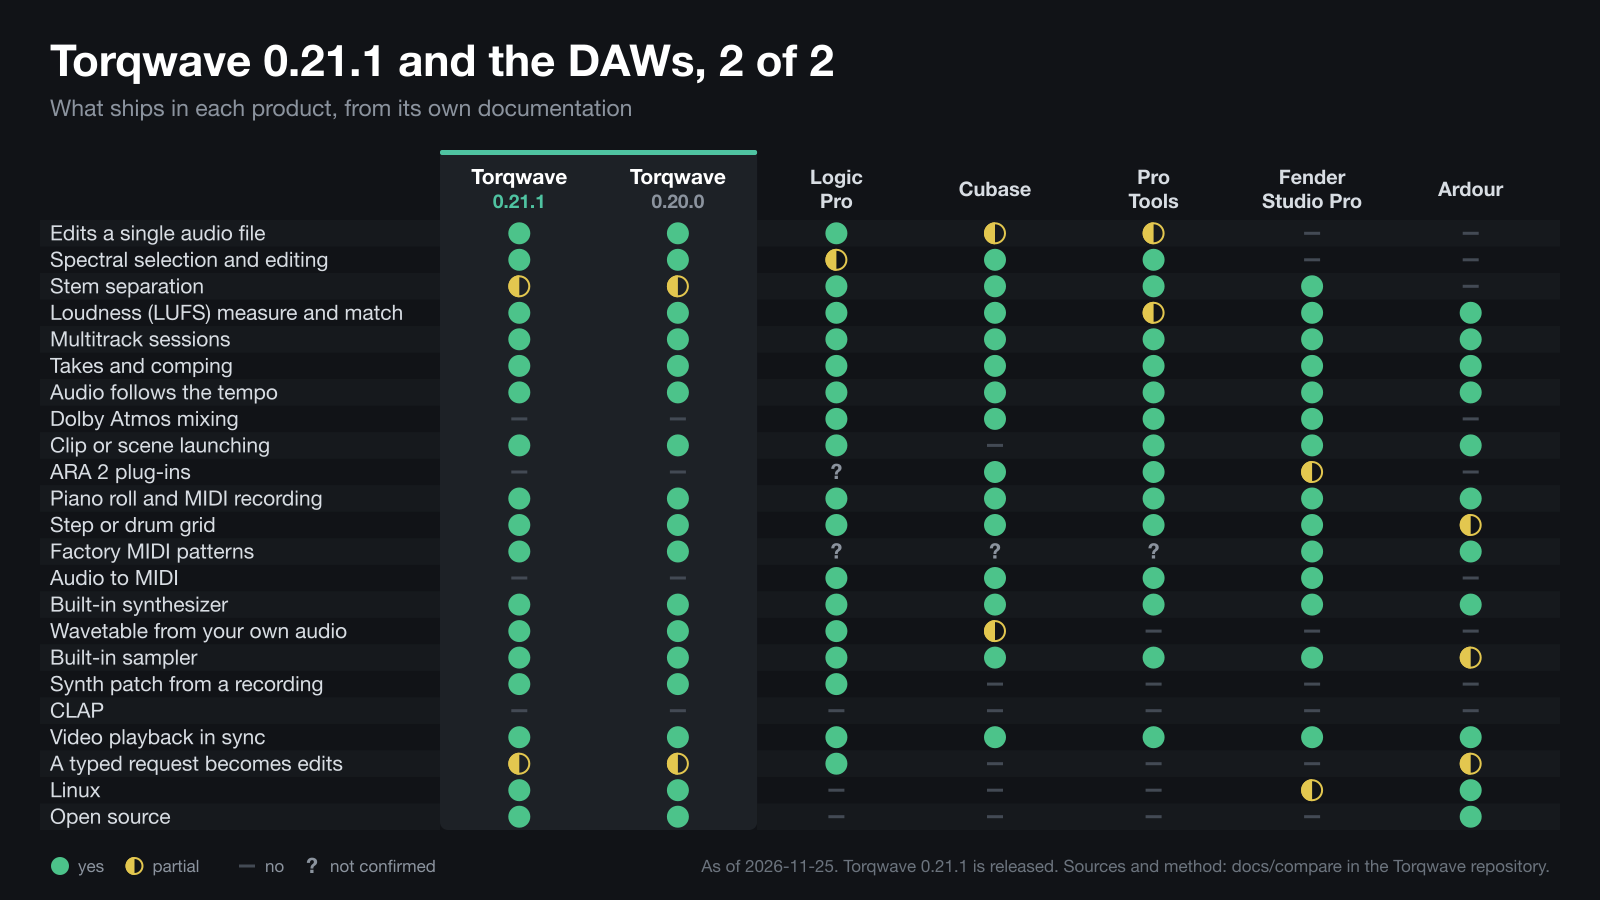 Torqwave 0.21.1 and the DAWs, 2 of 2
What ships in each product, from its own documentation
Torqwave 0.21.1
Torqwave 0.20.0
Logic Pro
Cubase
Pro Tools
Fender Studio Pro
Ardour
Edits a single audio file
Spectral selection and editing
Stem separation
Loudness (LUFS) measure and match
Multitrack sessions
Takes and comping
Audio follows the tempo
Dolby Atmos mixing
Clip or scene launching
ARA 2 plug-ins ?
Piano roll and MIDI recording
Step or drum grid
Factory MIDI patterns ? ? ?
Audio to MIDI
Built-in synthesizer
Wavetable from your own audio
Built-in sampler
Synth patch from a recording
CLAP
Video playback in sync
A typed request becomes edits
Linux
Open source
yes partial no ? not confirmed
As of 2026-11-25. Torqwave 0.21.1 is released. Sources and method: docs/compare in the Torqwave repository.